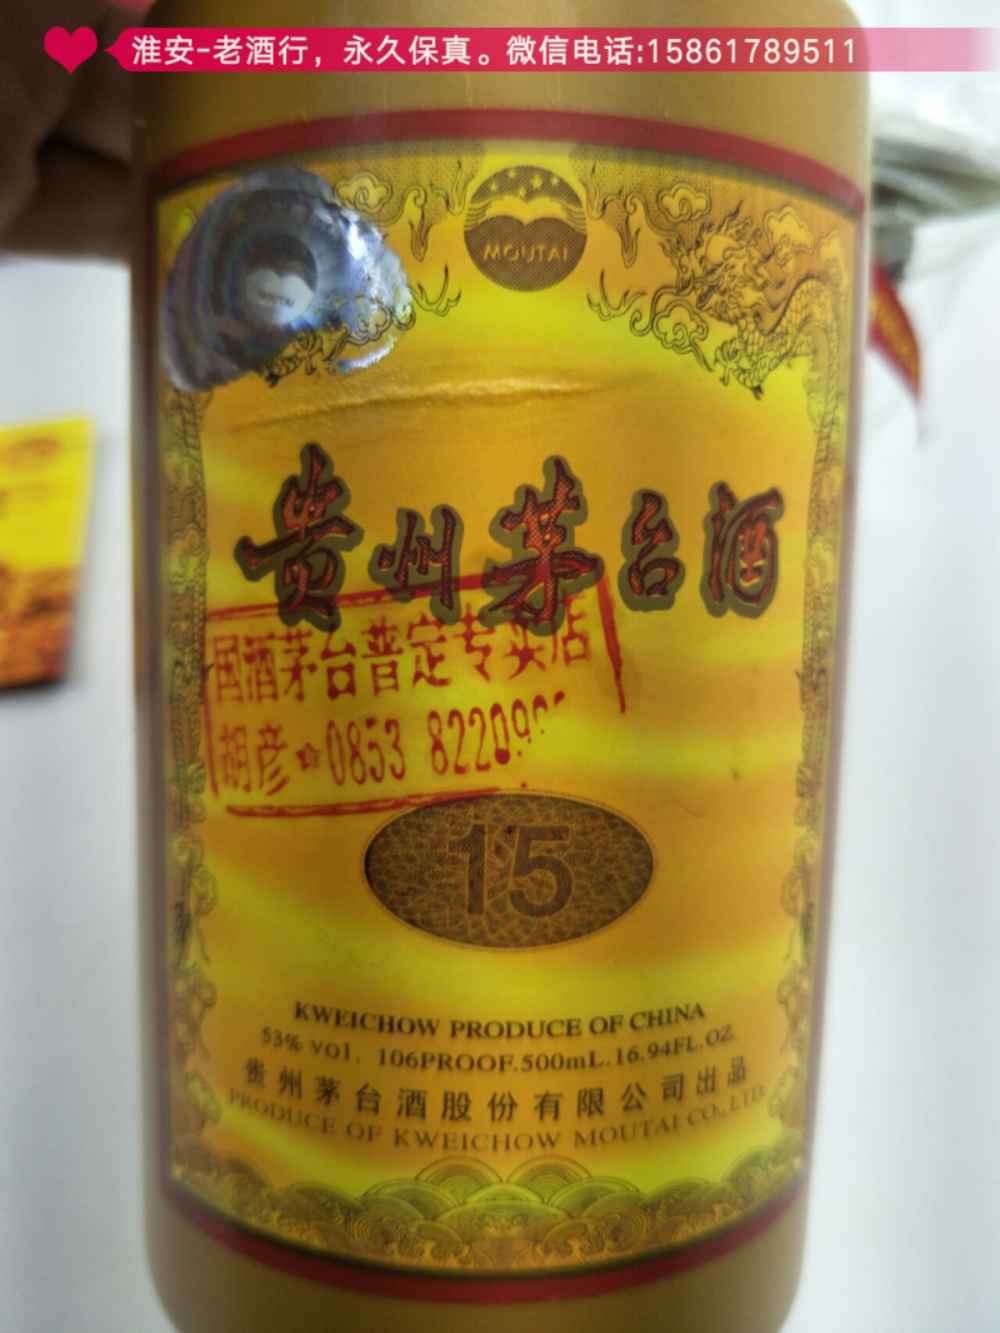 淮安-老酒行，永久保真。微信电话:15861789511
MOUTAI
贵州茅台酒
国酒茅台普定专卖店
胡彦☆0853 82209
15
KWEICHOW PRODUCE OF CHINA
53% vol. 106PROOF.500mL.16.94FL.OZ.
贵州茅台酒股份有限公司出品
PRODUCE OF KWEICHOW MOUTAI CO.,LTD.